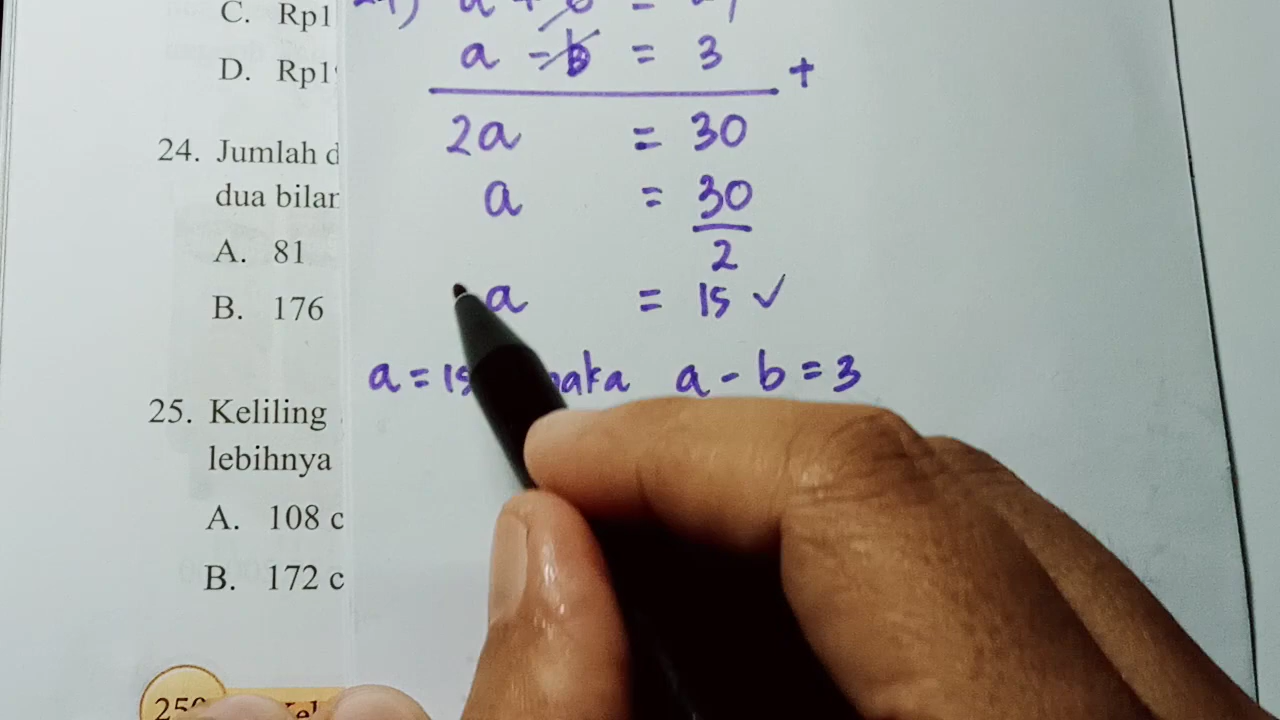 C. Rp1
D. Rp1
24. Jumlah d
dua bilan
A. 81
B. 176
25. Keliling
lebihnya
A. 108 c
B. 172 c
a - b = 3 +
2a = 30
a = 30
2
a = 15 ✓
a = 15 maka a - b = 3